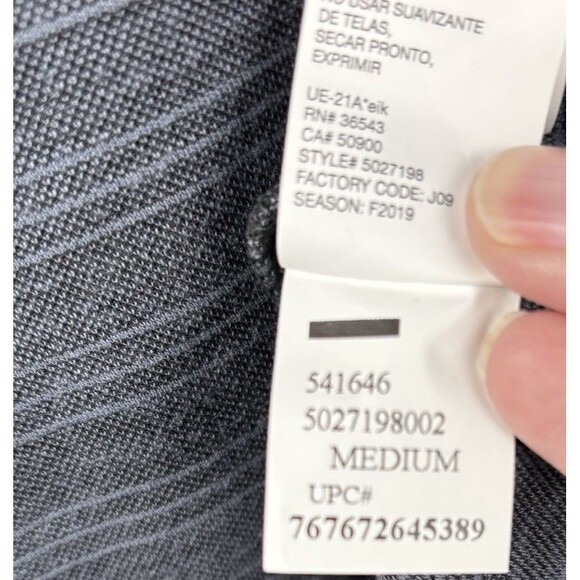 NO USAR SUAVIZANTE
DE TELAS,
SECAR PRONTO,
EXPRIMIR
UE-21A*eik
RN# 36543
CA# 50900
STYLE# 5027198
FACTORY CODE: J09
SEASON: F2019
541646
5027198002
MEDIUM
UPC#
767672645389